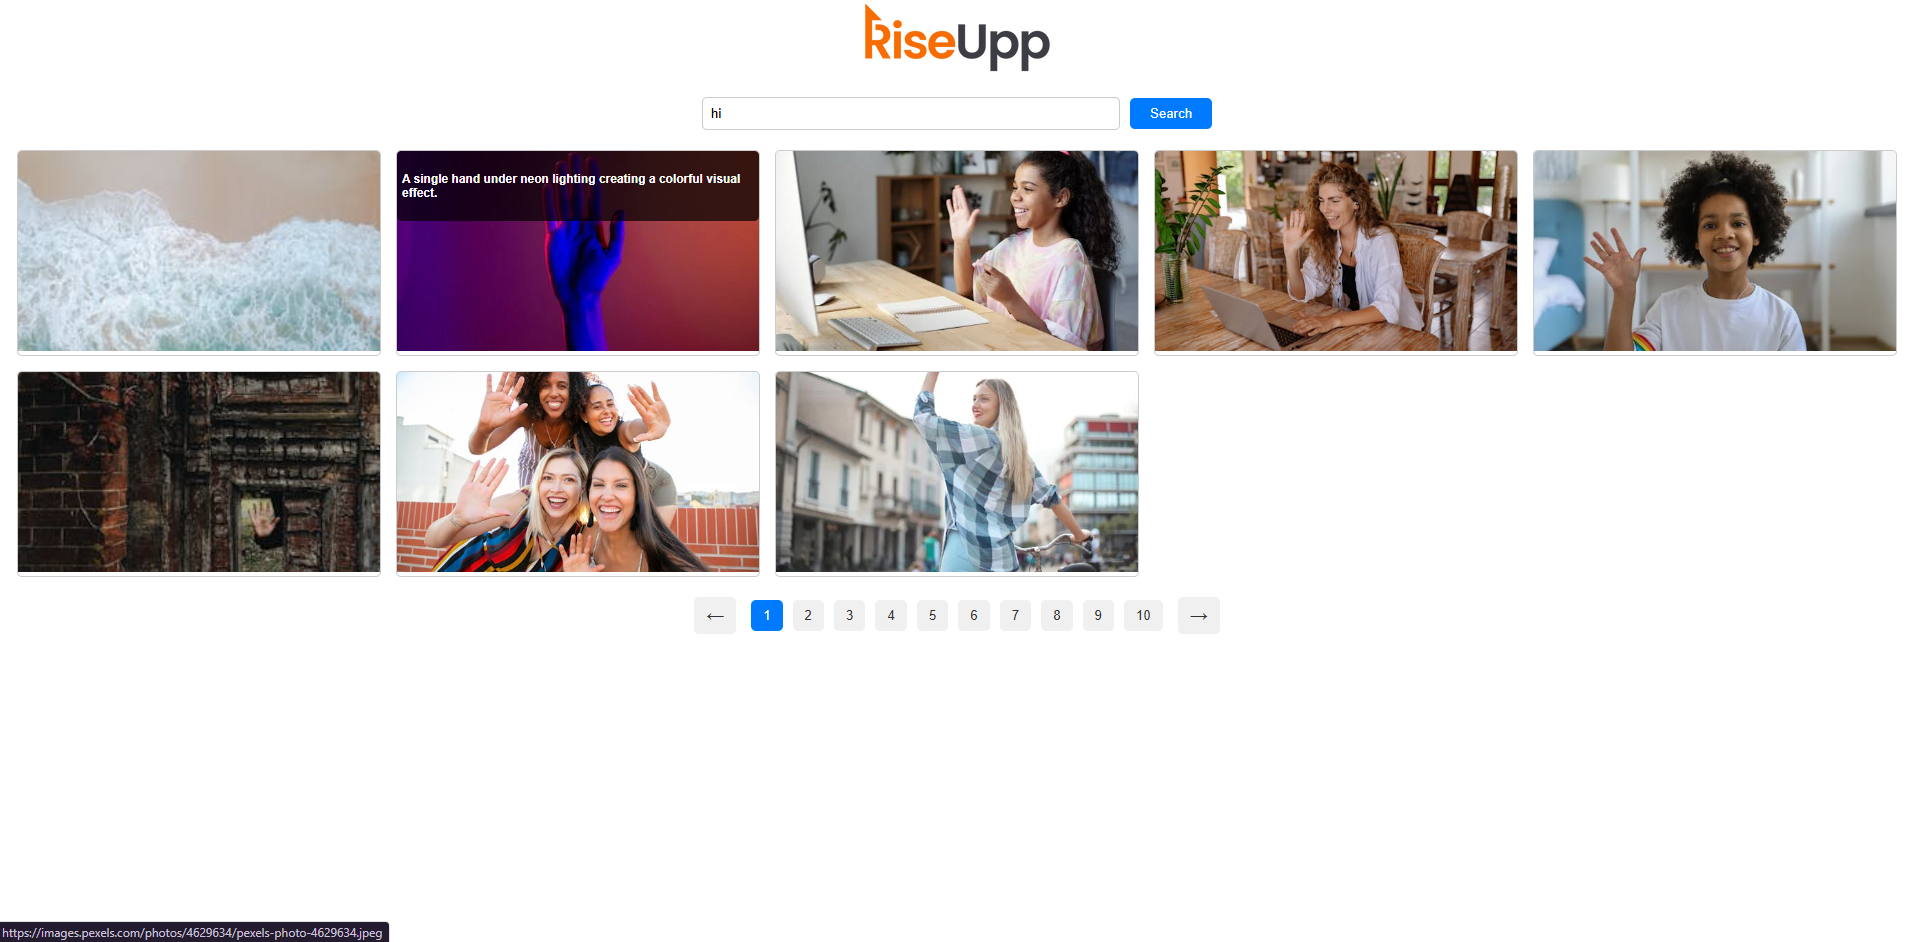 RiseUpp
hi
Search
A single hand under neon lighting creating a colorful visual
effect.
← 1 2 3 4 5 6 7 8 9 10 →
https://images.pexels.com/photos/4629634/pexels-photo-4629634.jpeg